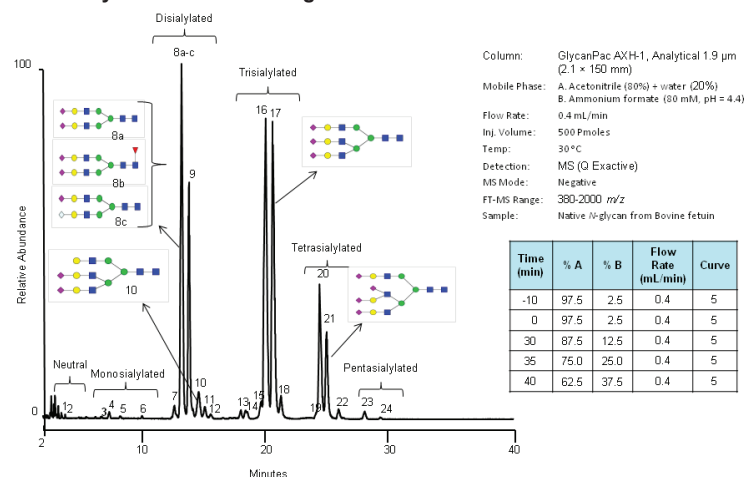 Disialylated
8a-c
100
Trisialylated
16 17
8a
8b
8c
9
10
Tetrasialylated
20
21
Relative Abundance
Neutral
Monosialylated
Pentasialylated
0
1 2
3 4 5 6
7
10
11
12
13
14
15
18
19
22
23
24
2 10 20 30 40
Minutes
Column: GlycanPac AXH-1, Analytical 1.9 µm
(2.1 × 150 mm)
Mobile Phase: A. Acetonitrile (80%) + water (20%)
B. Ammonium formate (80 mM, pH = 4.4)
Flow Rate: 0.4 mL/min
Inj. Volume: 500 Pmoles
Temp: 30 °C
Detection: MS (Q Exactive)
MS Mode: Negative
FT-MS Range: 380-2000 m/z
Sample: Native N-glycan from Bovine fetuin
Time (min) % A % B Flow Rate (mL/min) Curve
-10 97.5 2.5 0.4 5
0 97.5 2.5 0.4 5
30 87.5 12.5 0.4 5
35 75.0 25.0 0.4 5
40 62.5 37.5 0.4 5